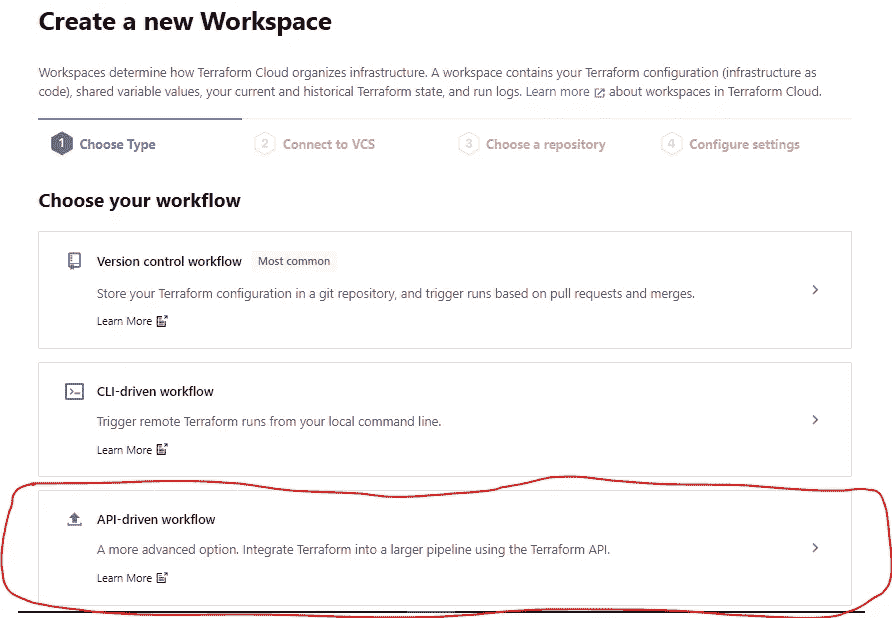 Create a new Workspace
Workspaces determine how Terraform Cloud organizes infrastructure. A workspace contains your Terraform configuration (infrastructure as
code), shared variable values, your current and historical Terraform state, and run logs. Learn more about workspaces in Terraform Cloud.
1 Choose Type
2 Connect to VCS
3 Choose a repository
4 Configure settings
Choose your workflow
Version control workflow Most common
Store your Terraform configuration in a git repository, and trigger runs based on pull requests and merges.
Learn More
CLI-driven workflow
Trigger remote Terraform runs from your local command line.
Learn More
API-driven workflow
A more advanced option. Integrate Terraform into a larger pipeline using the Terraform API.
Learn More